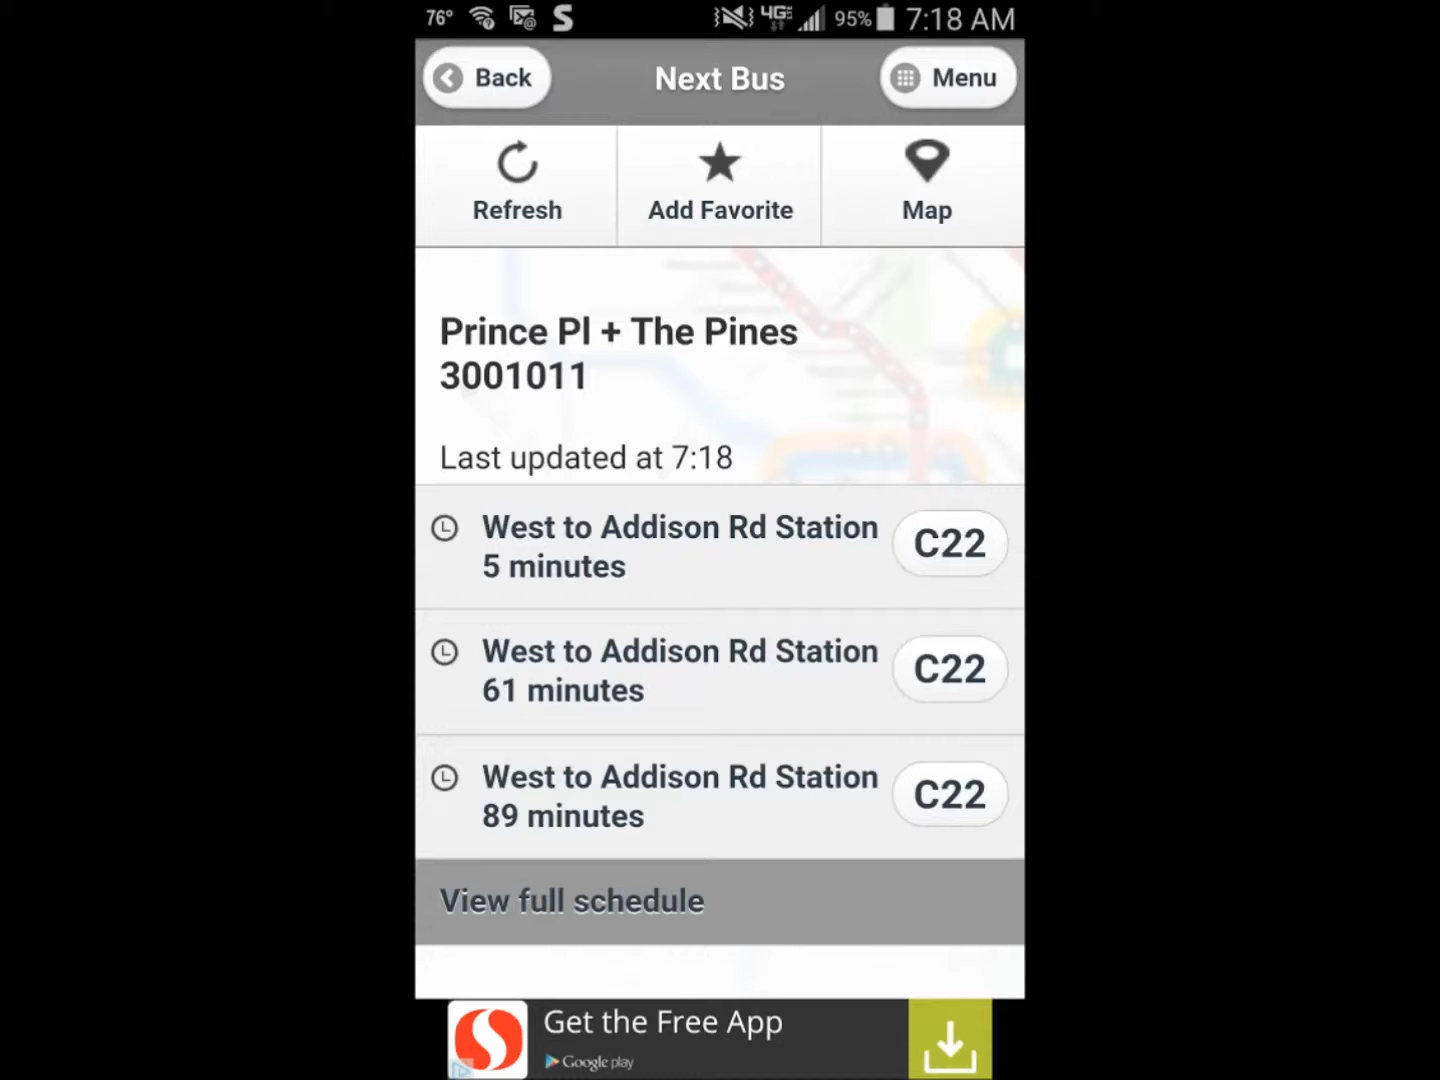 76° 4G 95% 7:18 AM
Back Next Bus Menu
Refresh Add Favorite Map
Prince Pl + The Pines
3001011
Last updated at 7:18
West to Addison Rd Station C22
5 minutes
West to Addison Rd Station C22
61 minutes
West to Addison Rd Station C22
89 minutes
View full schedule
Get the Free App
Google play